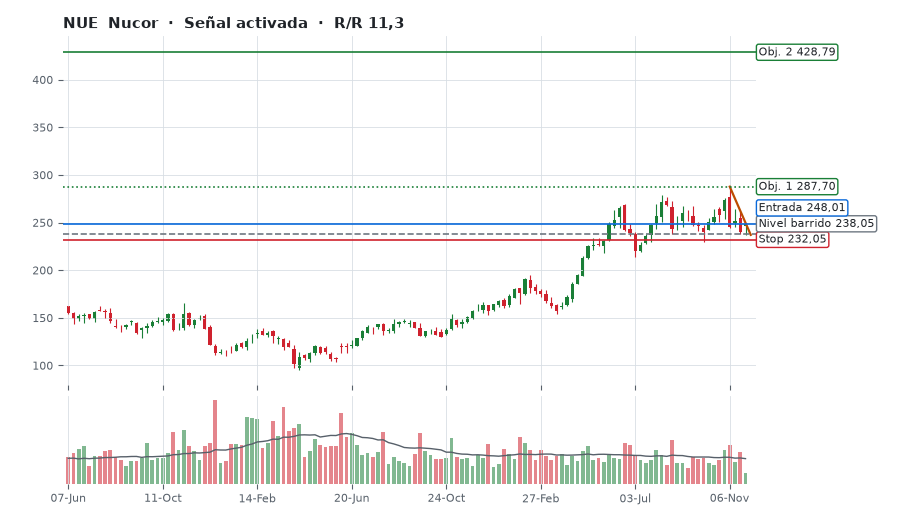 NUE Nucor · Señal activada · R/R 11,3
Obj. 2 428,79
400
350
300
Obj. 1 287,70
Entrada 248,01
250
Nivel barrido 238,05
Stop 232,05
200
150
100
07-Jun 11-Oct 14-Feb 20-Jun 24-Oct 27-Feb 03-Jul 06-Nov